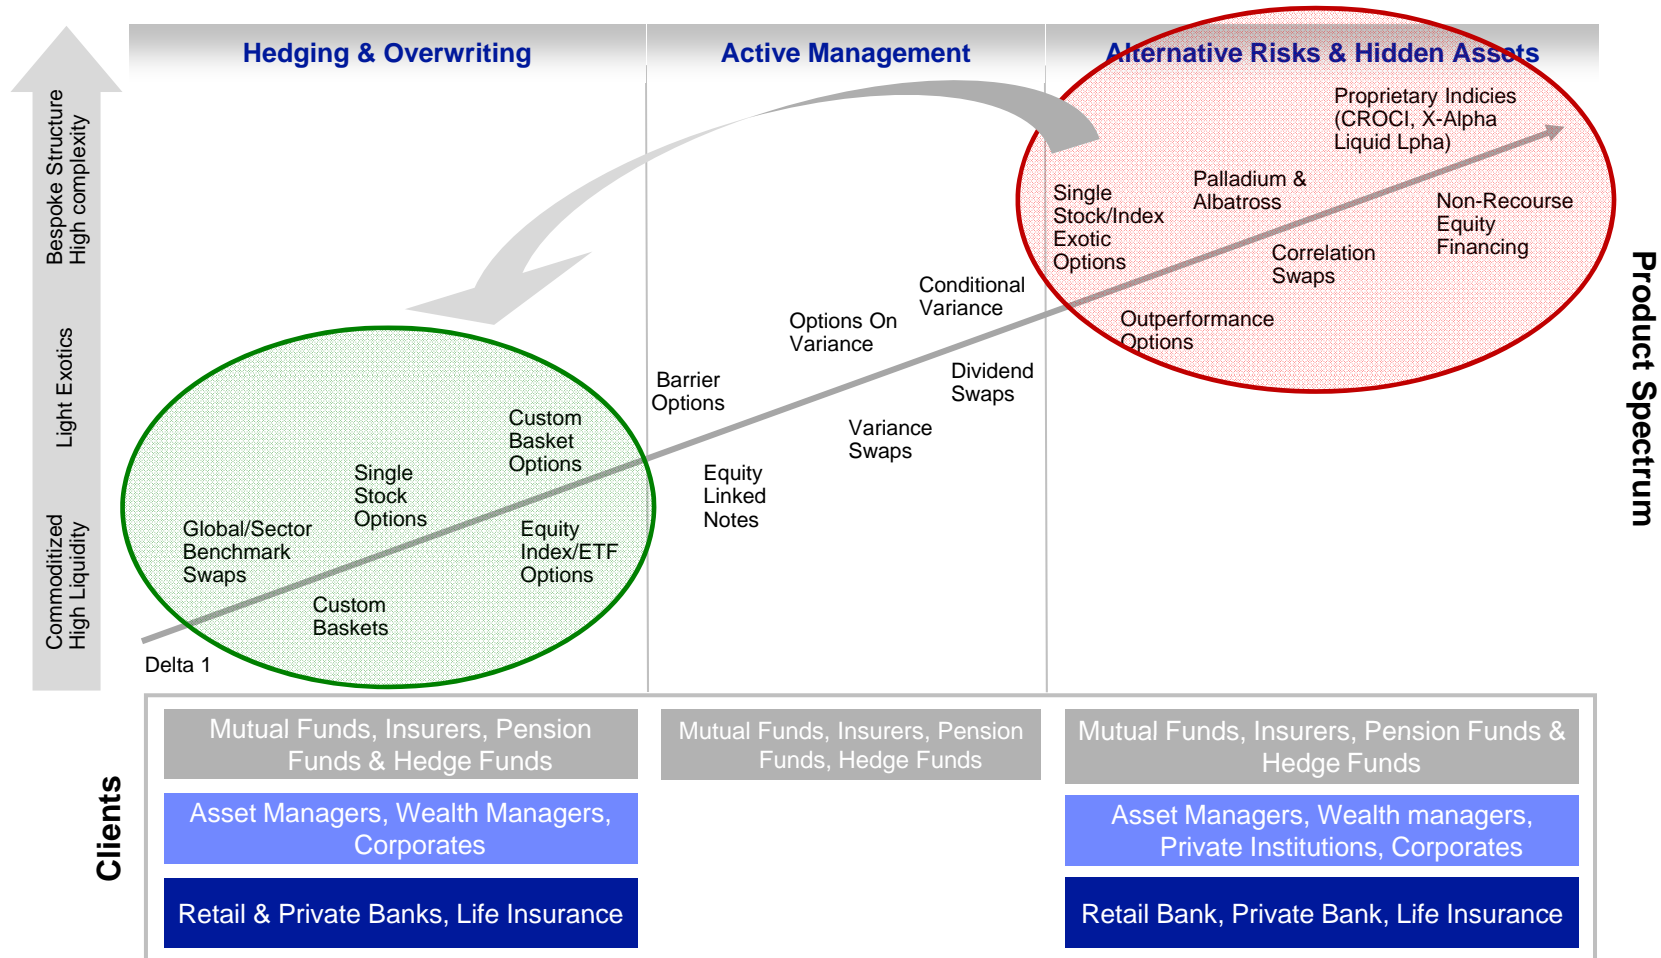 Hedging & Overwriting
Active Management
Alternative Risks & Hidden Assets
Bespoke Structure
High complexity
Light Exotics
Commoditized
High Liquidity
Proprietary Indicies
(CROCI, X-Alpha
Liquid Lpha)
Palladium &
Albatross
Single
Stock/Index
Exotic
Options
Non-Recourse
Equity
Financing
Correlation
Swaps
Outperformance
Options
Conditional
Variance
Options On
Variance
Dividend
Swaps
Barrier
Options
Variance
Swaps
Equity
Linked
Notes
Custom
Basket
Options
Single
Stock
Options
Equity
Index/ETF
Options
Global/Sector
Benchmark
Swaps
Custom
Baskets
Delta 1
Product Spectrum
Clients
Mutual Funds, Insurers, Pension
Funds & Hedge Funds
Asset Managers, Wealth Managers,
Corporates
Retail & Private Banks, Life Insurance
Mutual Funds, Insurers, Pension
Funds, Hedge Funds
Mutual Funds, Insurers, Pension Funds &
Hedge Funds
Asset Managers, Wealth managers,
Private Institutions, Corporates
Retail Bank, Private Bank, Life Insurance